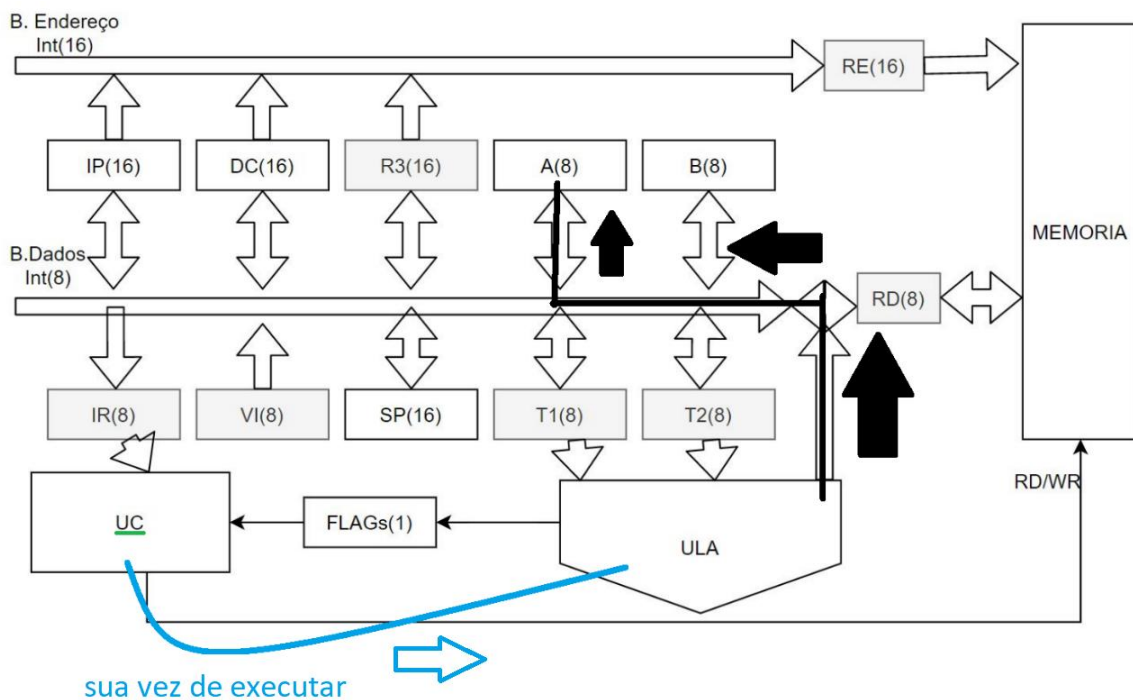 B. Endereço
Int(16)
RE(16)
IP(16)
DC(16)
R3(16)
A(8)
B(8)
MEMORIA
B.Dados
Int(8)
RD(8)
IR(8)
VI(8)
SP(16)
T1(8)
T2(8)
RD/WR
UC
FLAGs(1)
ULA
sua vez de executar